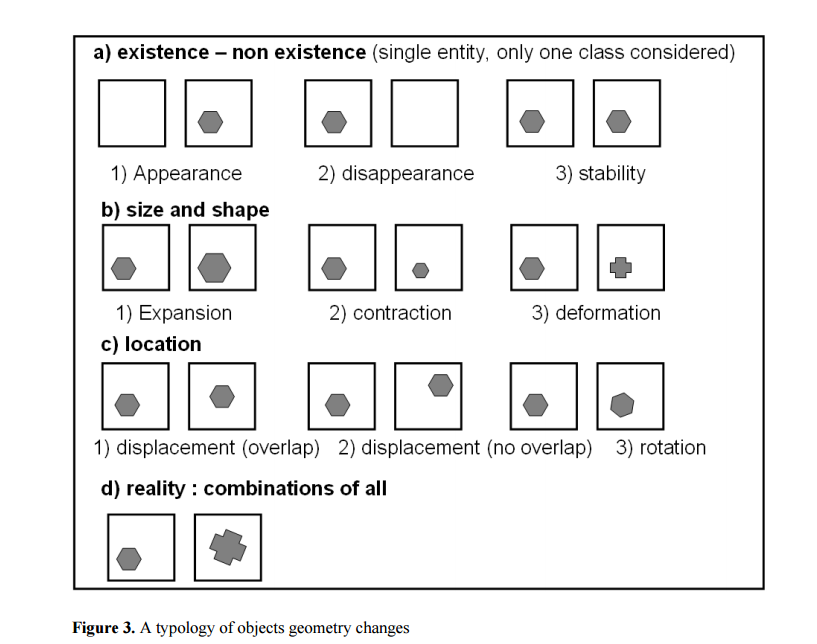 a) existence – non existence (single entity, only one class considered)
1) Appearance 2) disappearance 3) stability
b) size and shape
1) Expansion 2) contraction 3) deformation
c) location
1) displacement (overlap) 2) displacement (no overlap) 3) rotation
d) reality : combinations of all
Figure 3. A typology of objects geometry changes